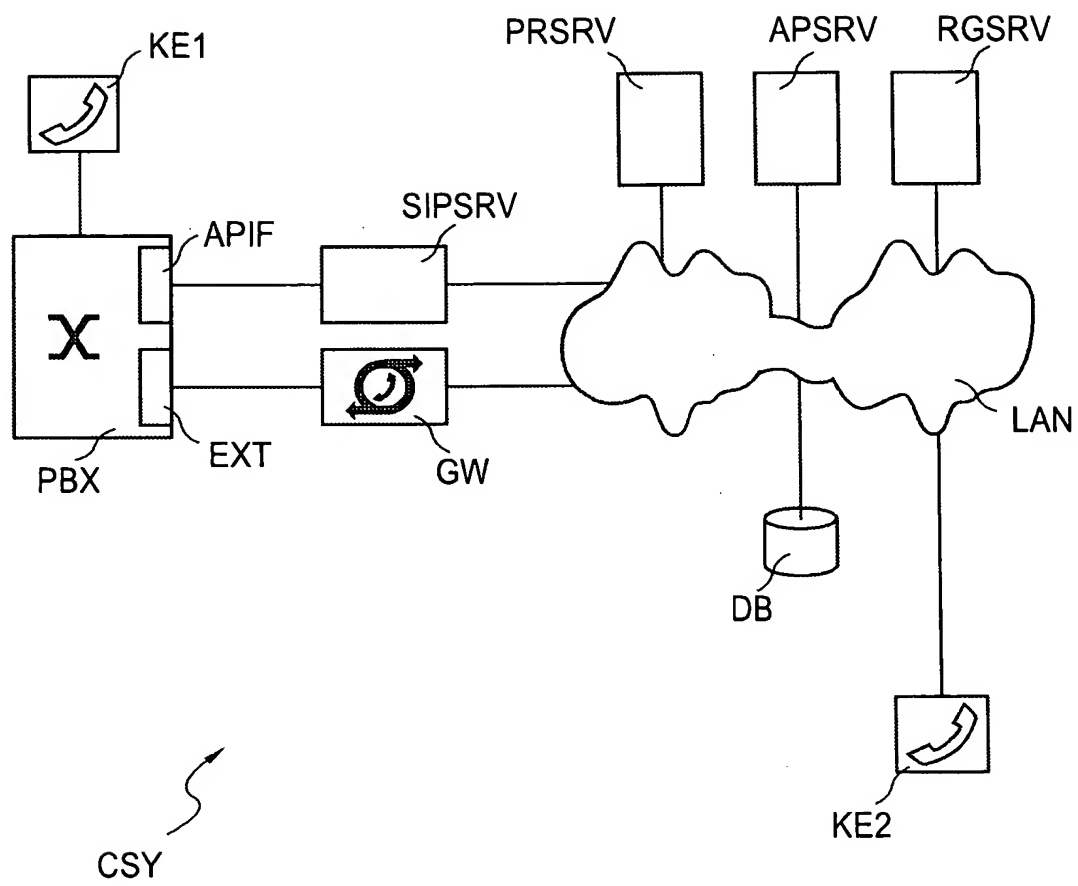 KE1
PRSRV
APSRV
RGSRV
APIF
SIPSRV
PBX
EXT
GW
LAN
DB
KE2
CSY